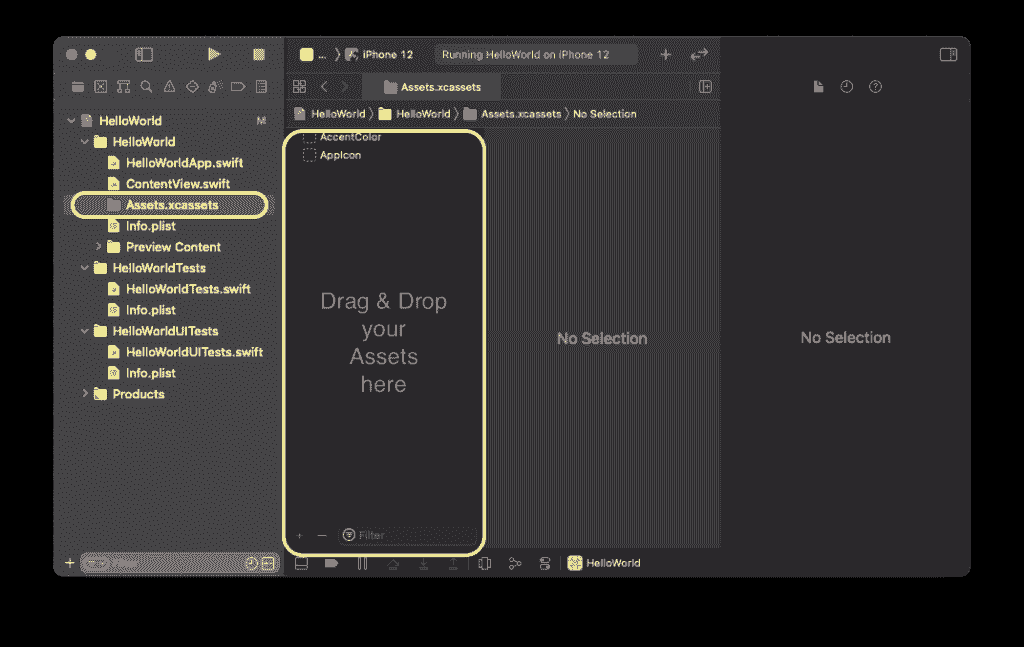 ... iPhone 12 Running HelloWorld on iPhone 12
Assets.xcassets
HelloWorld HelloWorld Assets.xcassets No Selection
HelloWorld M
HelloWorld
HelloWorldApp.swift
ContentView.swift
Assets.xcassets
Info.plist
Preview Content
HelloWorldTests
HelloWorldTests.swift
Info.plist
HelloWorldUITests
HelloWorldUITests.swift
Info.plist
Products
Filter
AccentColor
AppIcon
Drag & Drop
your
Assets
here
Filter
No Selection
No Selection
HelloWorld